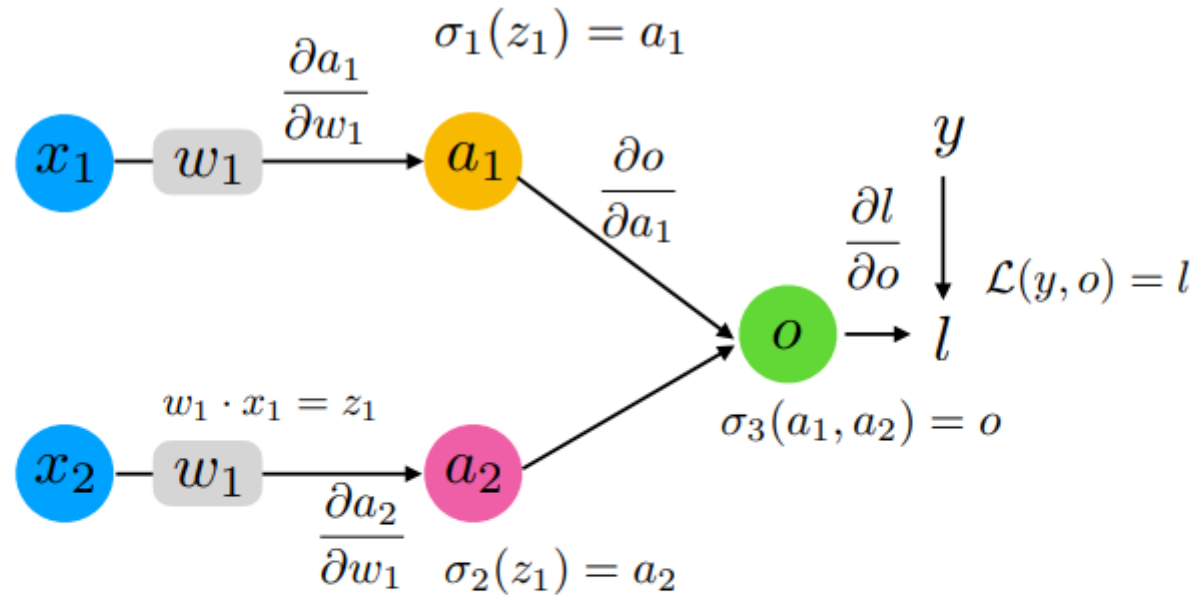 σ₁(z₁) = a₁
∂a₁/∂w₁
x₁
w₁
a₁
∂o/∂a₁
y
∂l/∂o
ℒ(y, o) = l
o
l
w₁ · x₁ = z₁
σ₃(a₁, a₂) = o
x₂
w₁
a₂
∂a₂/∂w₁
σ₂(z₁) = a₂